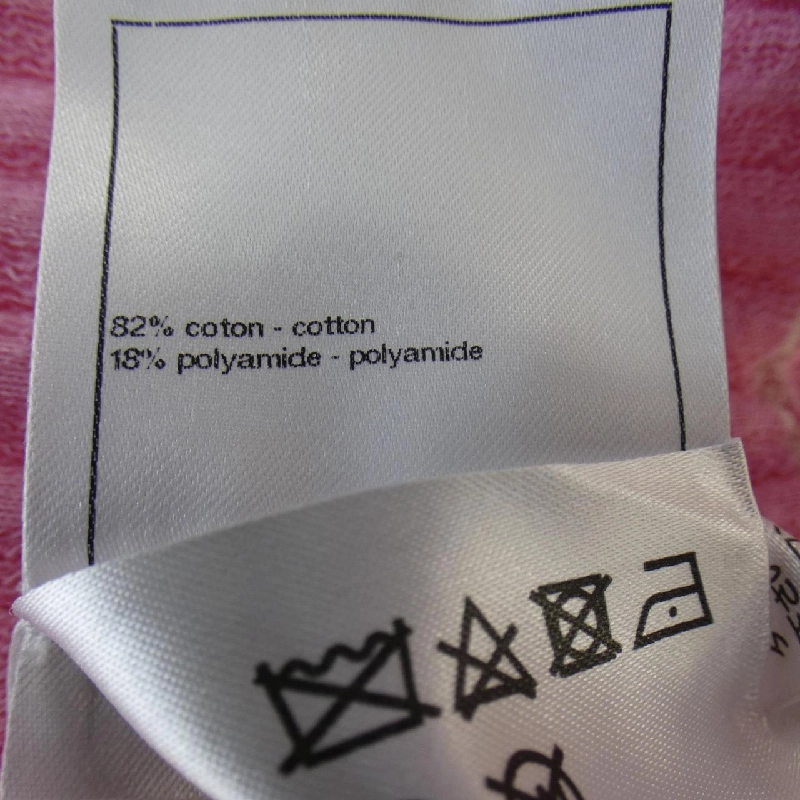 82% coton - cotton
18% polyamide - polyamide